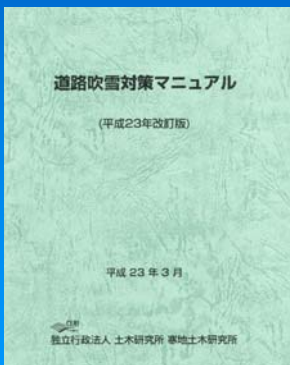 道路吹雪対策マニュアル
(平成23年改訂版)
平成 23 年 3 月
独立行政法人 土木研究所 寒地土木研究所